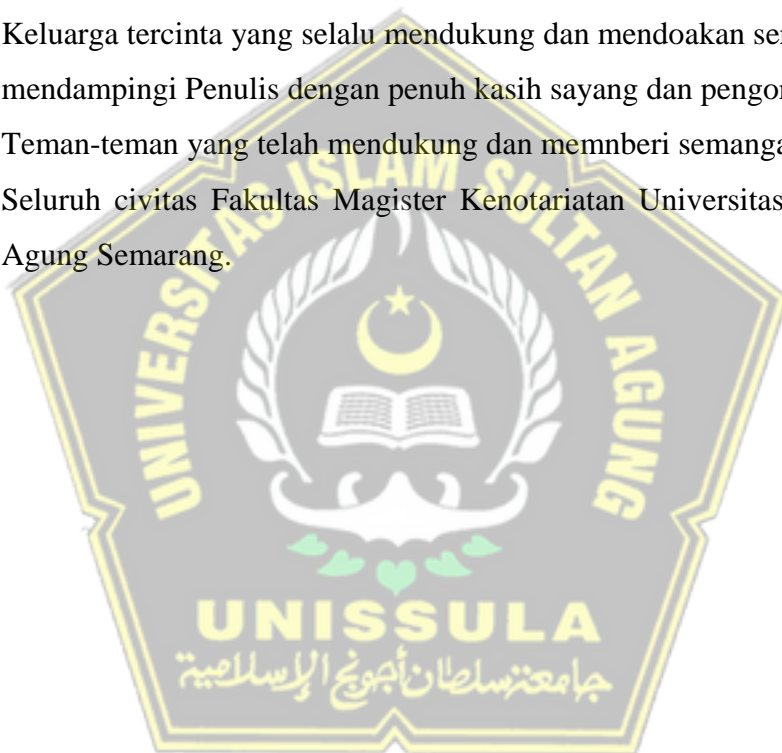 Keluarga tercinta yang selalu mendukung dan mendoakan
mendampingi Penulis dengan penuh kasih sayang dan
Teman-teman yang telah mendukung dan memnberi
Seluruh civitas Fakultas Magister Kenotariatan Universitas
Agung Semarang.
UNIVERSITAS ISLAM SULTAN AGUNG
UNISSULA
جامعة سلطان أجونج الإسلامية